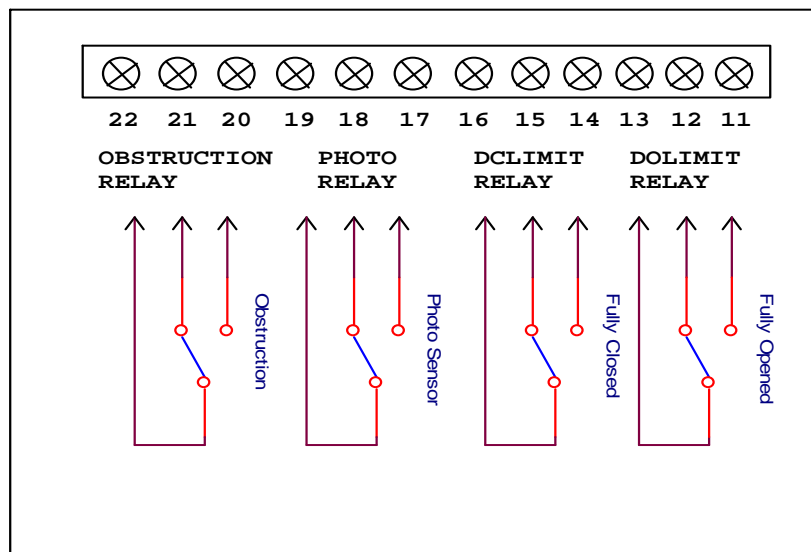 22 21 20 19 18 17 16 15 14 13 12 11
OBSTRUCTION PHOTO DCLIMIT DOLIMIT
RELAY RELAY RELAY RELAY
Obstruction
Photo Sensor
Fully Closed
Fully Opened